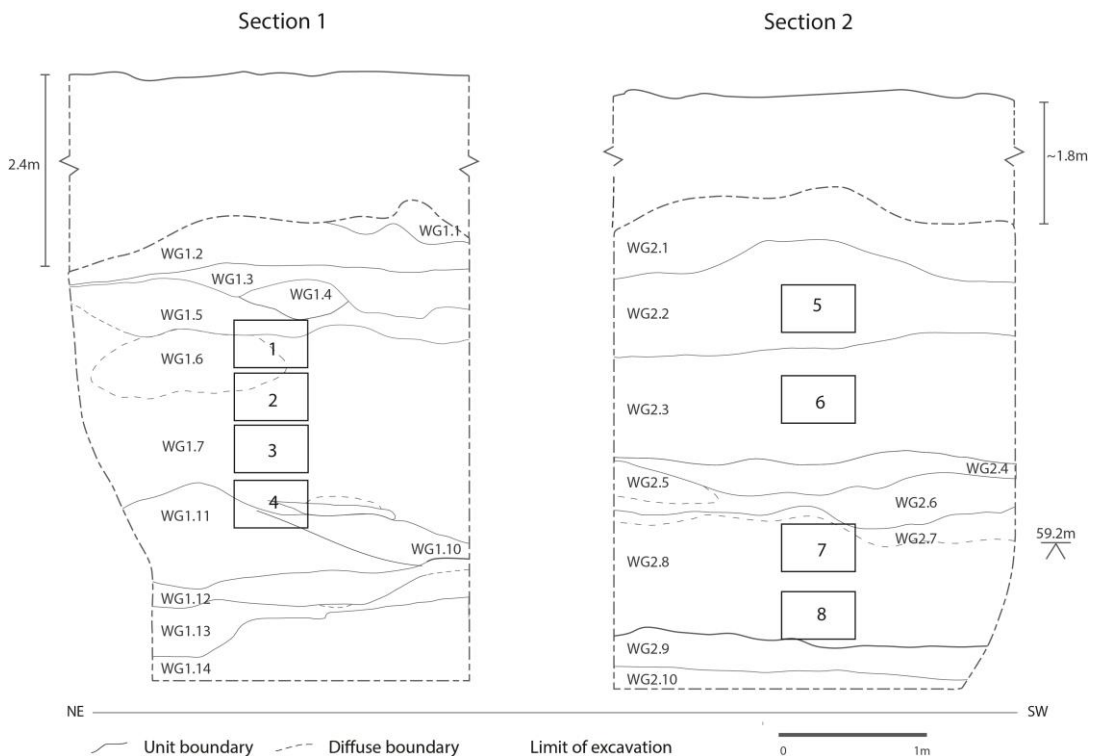 Section 1
2.4m
WG1.1
WG1.2
WG1.3
WG1.4
WG1.5
1
WG1.6
2
WG1.7
3
4
WG1.11
WG1.10
WG1.12
WG1.13
WG1.14
Section 2
~1.8m
WG2.1
WG2.2
5
WG2.3
6
WG2.4
WG2.5
WG2.6
WG2.7
7
59.2m
WG2.8
8
WG2.9
WG2.10
NE
SW
Unit boundary
Diffuse boundary
Limit of excavation
0
1m